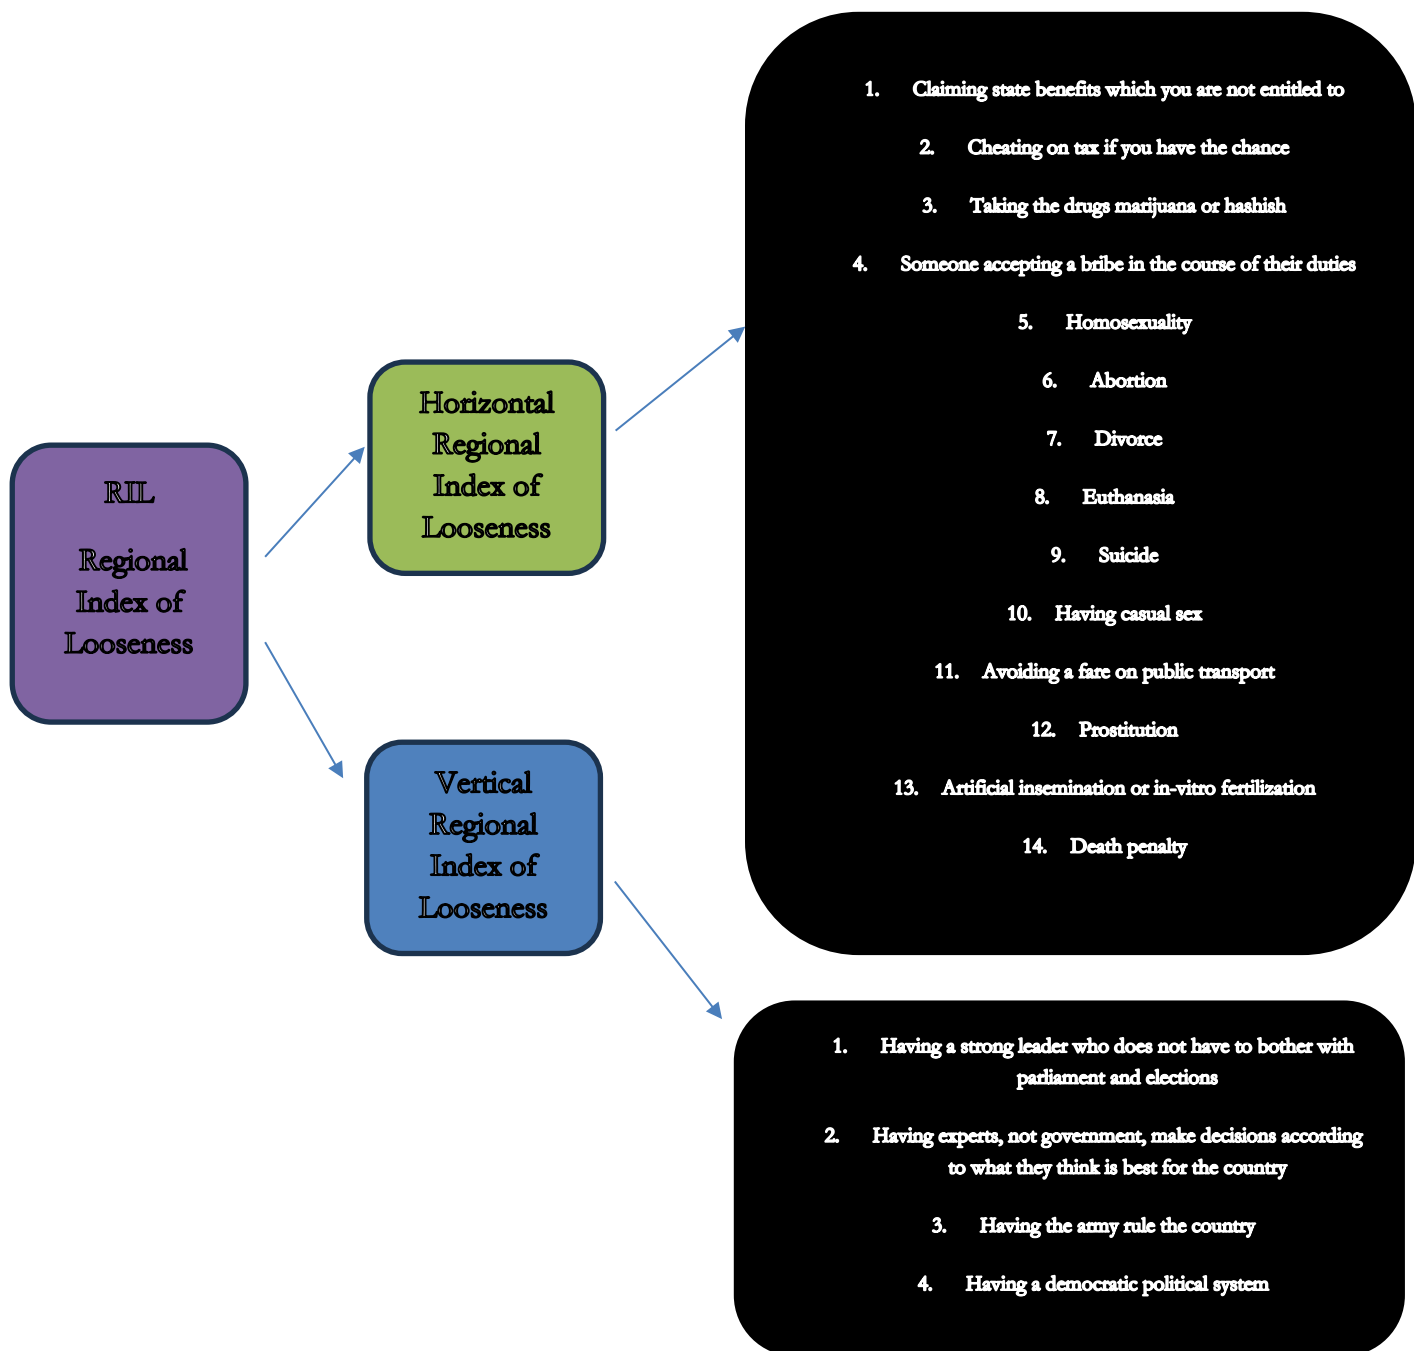 RIL
Regional
Index of
Looseness
Horizontal
Regional
Index of
Looseness
Vertical
Regional
Index of
Looseness
1. Claiming state benefits which you are not entitled to
2. Cheating on tax if you have the chance
3. Taking the drugs marijuana or hashish
4. Someone accepting a bribe in the course of their duties
5. Homosexuality
6. Abortion
7. Divorce
8. Euthanasia
9. Suicide
10. Having casual sex
11. Avoiding a fare on public transport
12. Prostitution
13. Artificial insemination or in-vitro fertilization
14. Death penalty
1. Having a strong leader who does not have to bother with
parliament and elections
2. Having experts, not government, make decisions according
to what they think is best for the country
3. Having the army rule the country
4. Having a democratic political system